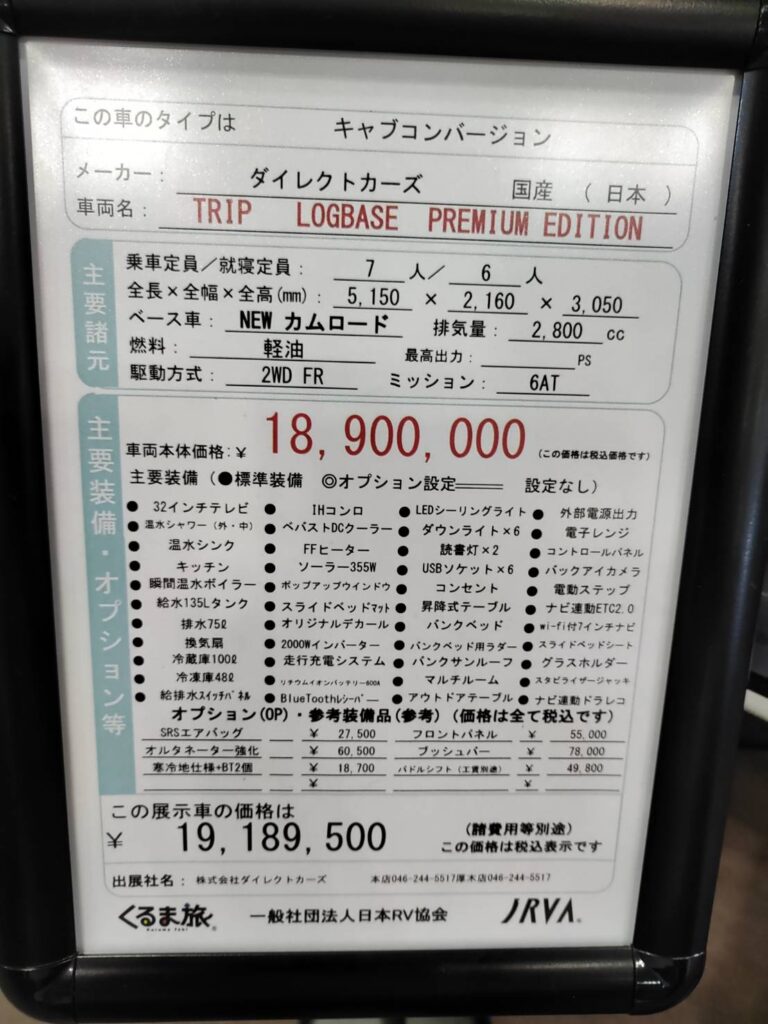 この車のタイプは キャブコンバージョン
メーカー： ダイレクトカーズ 国産 （ 日本 ）
車両名： TRIP LOGBASE PREMIUM EDITION
主要諸元
乗車定員／就寝定員： 7 人／ 6 人
全長×全幅×全高(mm)： 5,150 × 2,160 × 3,050
ベース車： NEW カムロード 排気量： 2,800 cc
燃料： 軽油 最高出力： PS
駆動方式： 2WD FR ミッション： 6AT
主要装備・オプション等
車両本体価格：¥ 18,900,000 (この価格は税込価格です)
主要装備（●標準装備 ◎オプション設定 ═══ 設定なし）
● 32インチテレビ ● IHコンロ ● LEDシーリングライト ● 外部電源出力
● 温水シャワー（外・中） ● ベバストDCクーラー ● ダウンライト×6 ● 電子レンジ
● 温水シンク ● FFヒーター ● 読書灯×2 ● コントロールパネル
● キッチン ● ソーラー355W ● USBソケット×6 ● バックアイカメラ
● 瞬間温水ボイラー ● ポップアップウインドウ ● コンセント ● 電動ステップ
● 給水135Lタンク ● スライドベッドマット ● 昇降式テーブル ● ナビ連動ETC2.0
● 排水75ℓ ● オリジナルデカール ● バンクベッド ● wi-fi付7インチナビ
● 換気扇 ● 2000Wインバーター ● バンクベッド用ラダー ● スライドベッドシート
● 冷蔵庫100ℓ ● 走行充電システム ● バンクサンルーフ ● グラスホルダー
● 冷凍庫48ℓ ● リチウムイオンバッテリー600A ● マルチルーム ● スタビライザージャッキ
● 給排水スイッチパネル ● BlueToothレシーバー ● アウトドアテーブル ● ナビ連動ドラレコ
オプション(OP)・参考装備品(参考)（価格は全て税込です）
SRSエアバッグ ¥ 27,500 フロントパネル ¥ 55,000
オルタネーター強化 ¥ 60,500 プッシュバー ¥ 78,000
寒冷地仕様+BT2個 ¥ 18,700 パドルシフト（工賃別途） ¥ 49,800
¥ ¥
この展示車の価格は
¥ 19,189,500 (諸費用等別途)
この価格は税込表示です
出展社名： 株式会社ダイレクトカーズ 本店046-244-5517厚木店046-244-5517
くるま旅 Kuruma Tabi ® 一般社団法人日本RV協会 JRVA®